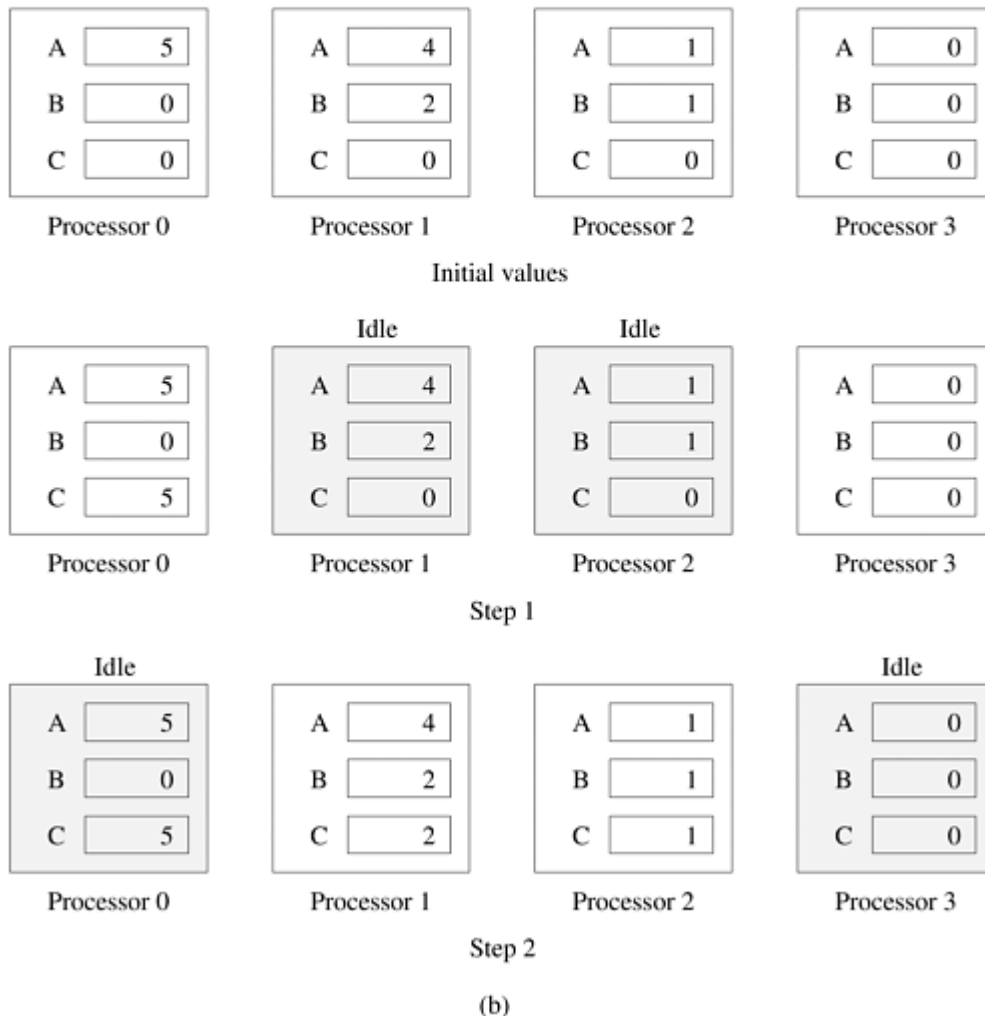 A 5 A 4 A 1 A 0
B 0 B 2 B 1 B 0
C 0 C 0 C 0 C 0
Processor 0 Processor 1 Processor 2 Processor 3
Initial values
Idle Idle
A 5 A 4 A 1 A 0
B 0 B 2 B 1 B 0
C 5 C 0 C 0 C 0
Processor 0 Processor 1 Processor 2 Processor 3
Step 1
Idle Idle
A 5 A 4 A 1 A 0
B 0 B 2 B 1 B 0
C 5 C 2 C 1 C 0
Processor 0 Processor 1 Processor 2 Processor 3
Step 2
(b)